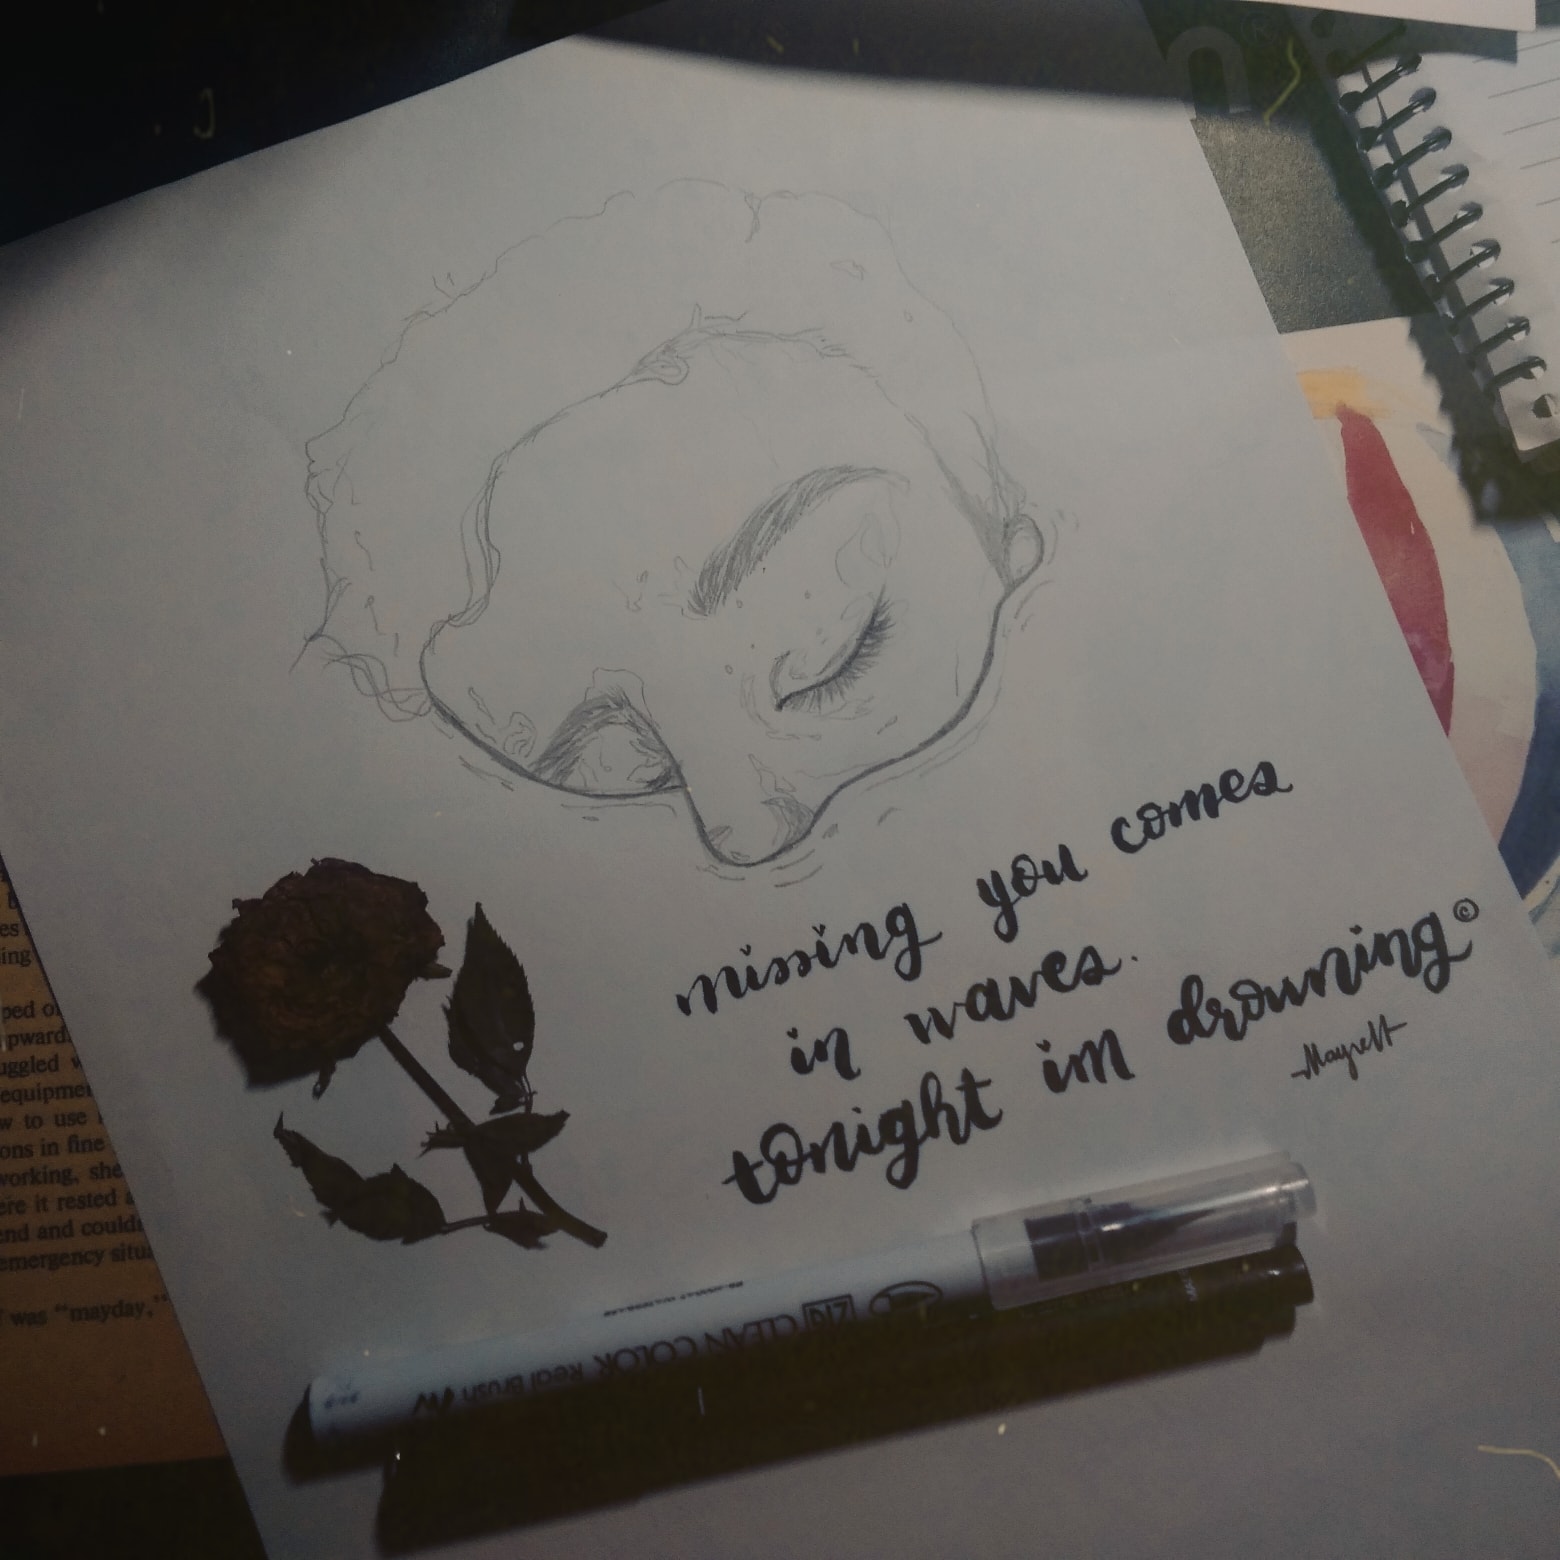 missing you comes
in waves.
tonight im drowning©
ZIG CLEAN COLOR Real Brush
ing
ped
pward
uggled
equipme
w to use
ons in fine
working, she
ere it rested
end and could
emergency situ
was "mayday,"